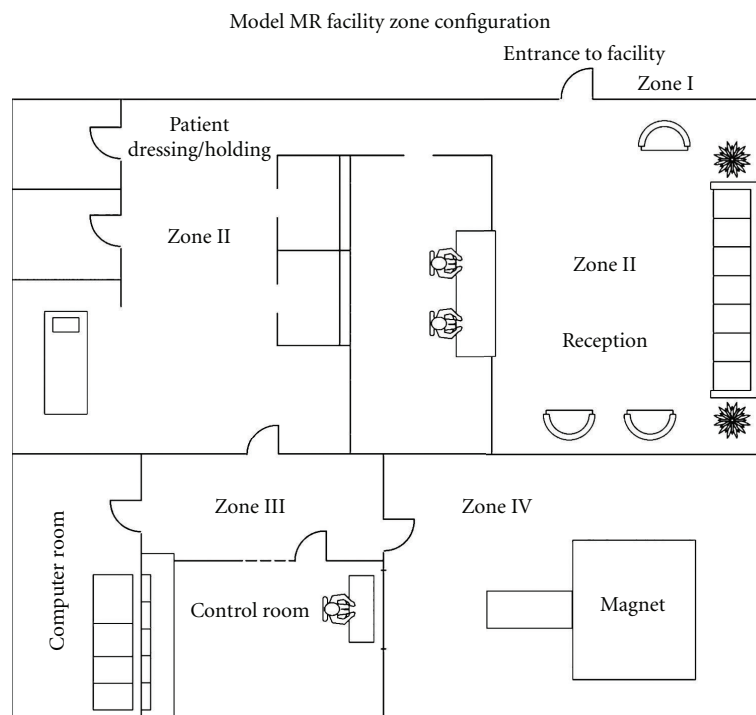 Model MR facility zone configuration
Entrance to facility
Zone I
Patient
dressing/holding
Zone II
Zone II
Reception
Zone III
Zone IV
Computer room
Control room
Magnet